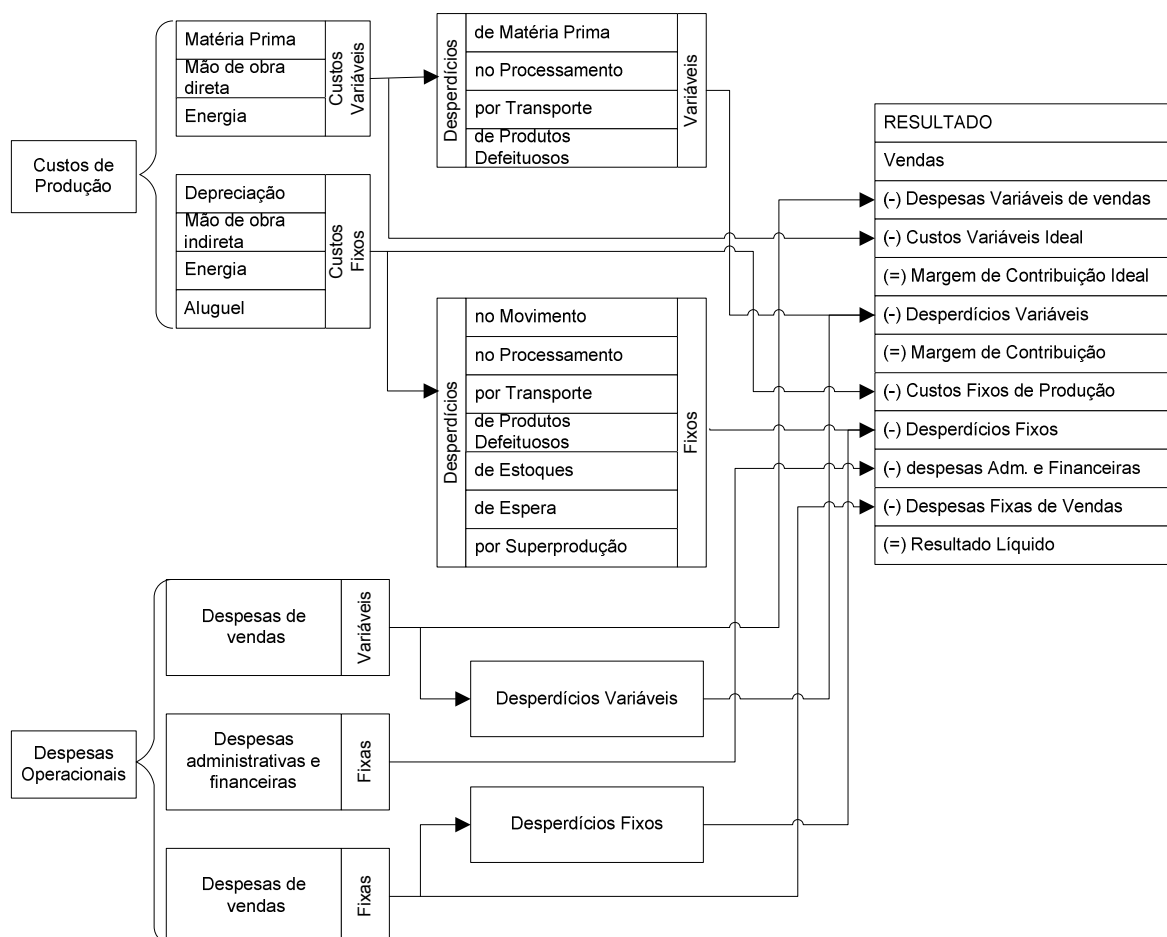 Custos de
Produção
Matéria Prima
Mão de obra
direta
Energia
Custos
Variáveis
Depreciação
Mão de obra
indireta
Energia
Aluguel
Custos
Fixos
Desperdícios
de Matéria Prima
no Processamento
por Transporte
de Produtos
Defeituosos
Variáveis
Desperdícios
no Movimento
no Processamento
por Transporte
de Produtos
Defeituosos
de Estoques
de Espera
por Superprodução
Fixos
RESULTADO
Vendas
(-) Despesas Variáveis de vendas
(-) Custos Variáveis Ideal
(=) Margem de Contribuição Ideal
(-) Desperdícios Variáveis
(=) Margem de Contribuição
(-) Custos Fixos de Produção
(-) Desperdícios Fixos
(-) despesas Adm. e Financeiras
(-) Despesas Fixas de Vendas
(=) Resultado Líquido
Despesas
Operacionais
Despesas de
vendas
Variáveis
Desperdícios Variáveis
Despesas
administrativas e
financeiras
Fixas
Desperdícios Fixos
Despesas de
vendas
Fixas